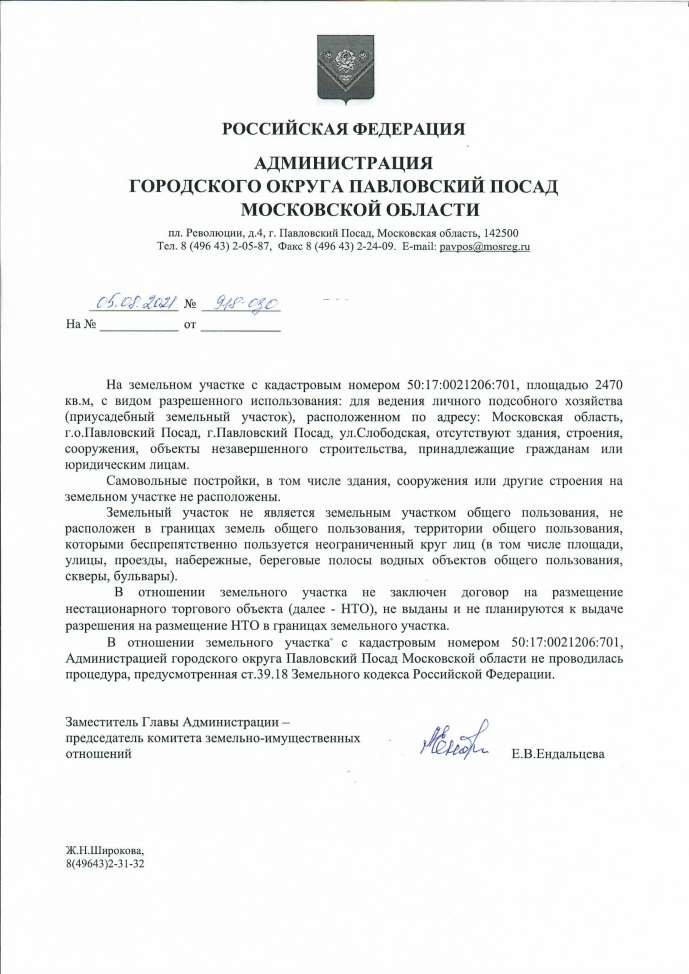 РОССИЙСКАЯ ФЕДЕРАЦИЯ
АДМИНИСТРАЦИЯ
ГОРОДСКОГО ОКРУГА ПАВЛОВСКИЙ ПОСАД
МОСКОВСКОЙ ОБЛАСТИ
пл. Революции, д.4, г. Павловский Посад, Московская область, 142500
Тел. 8 (496 43) 2-05-87, Факс 8 (496 43) 2-24-09. E-mail: pavpos@mosreg.ru
05.08.2021 № 918-030
На № ____________ от ____________
На земельном участке с кадастровым номером 50:17:0021206:701, площадью 2470
кв.м, с видом разрешенного использования: для ведения личного подсобного хозяйства
(приусадебный земельный участок), расположенном по адресу: Московская область,
г.о.Павловский Посад, г.Павловский Посад, ул.Слободская, отсутствуют здания, строения,
сооружения, объекты незавершенного строительства, принадлежащие гражданам или
юридическим лицам.
Самовольные постройки, в том числе здания, сооружения или другие строения на
земельном участке не расположены.
Земельный участок не является земельным участком общего пользования, не
расположен в границах земель общего пользования, территории общего пользования,
которыми беспрепятственно пользуется неограниченный круг лиц (в том числе площади,
улицы, проезды, набережные, береговые полосы водных объектов общего пользования,
скверы, бульвары).
В отношении земельного участка не заключен договор на размещение
нестационарного торгового объекта (далее - НТО), не выданы и не планируются к выдаче
разрешения на размещение НТО в границах земельного участка.
В отношении земельного участка с кадастровым номером 50:17:0021206:701,
Администрацией городского округа Павловский Посад Московской области не проводилась
процедура, предусмотренная ст.39.18 Земельного кодекса Российской Федерации.
Заместитель Главы Администрации –
председатель комитета земельно-имущественных
отношений Е.В.Ендальцева
Ж.Н.Широкова,
8(49643)2-31-32